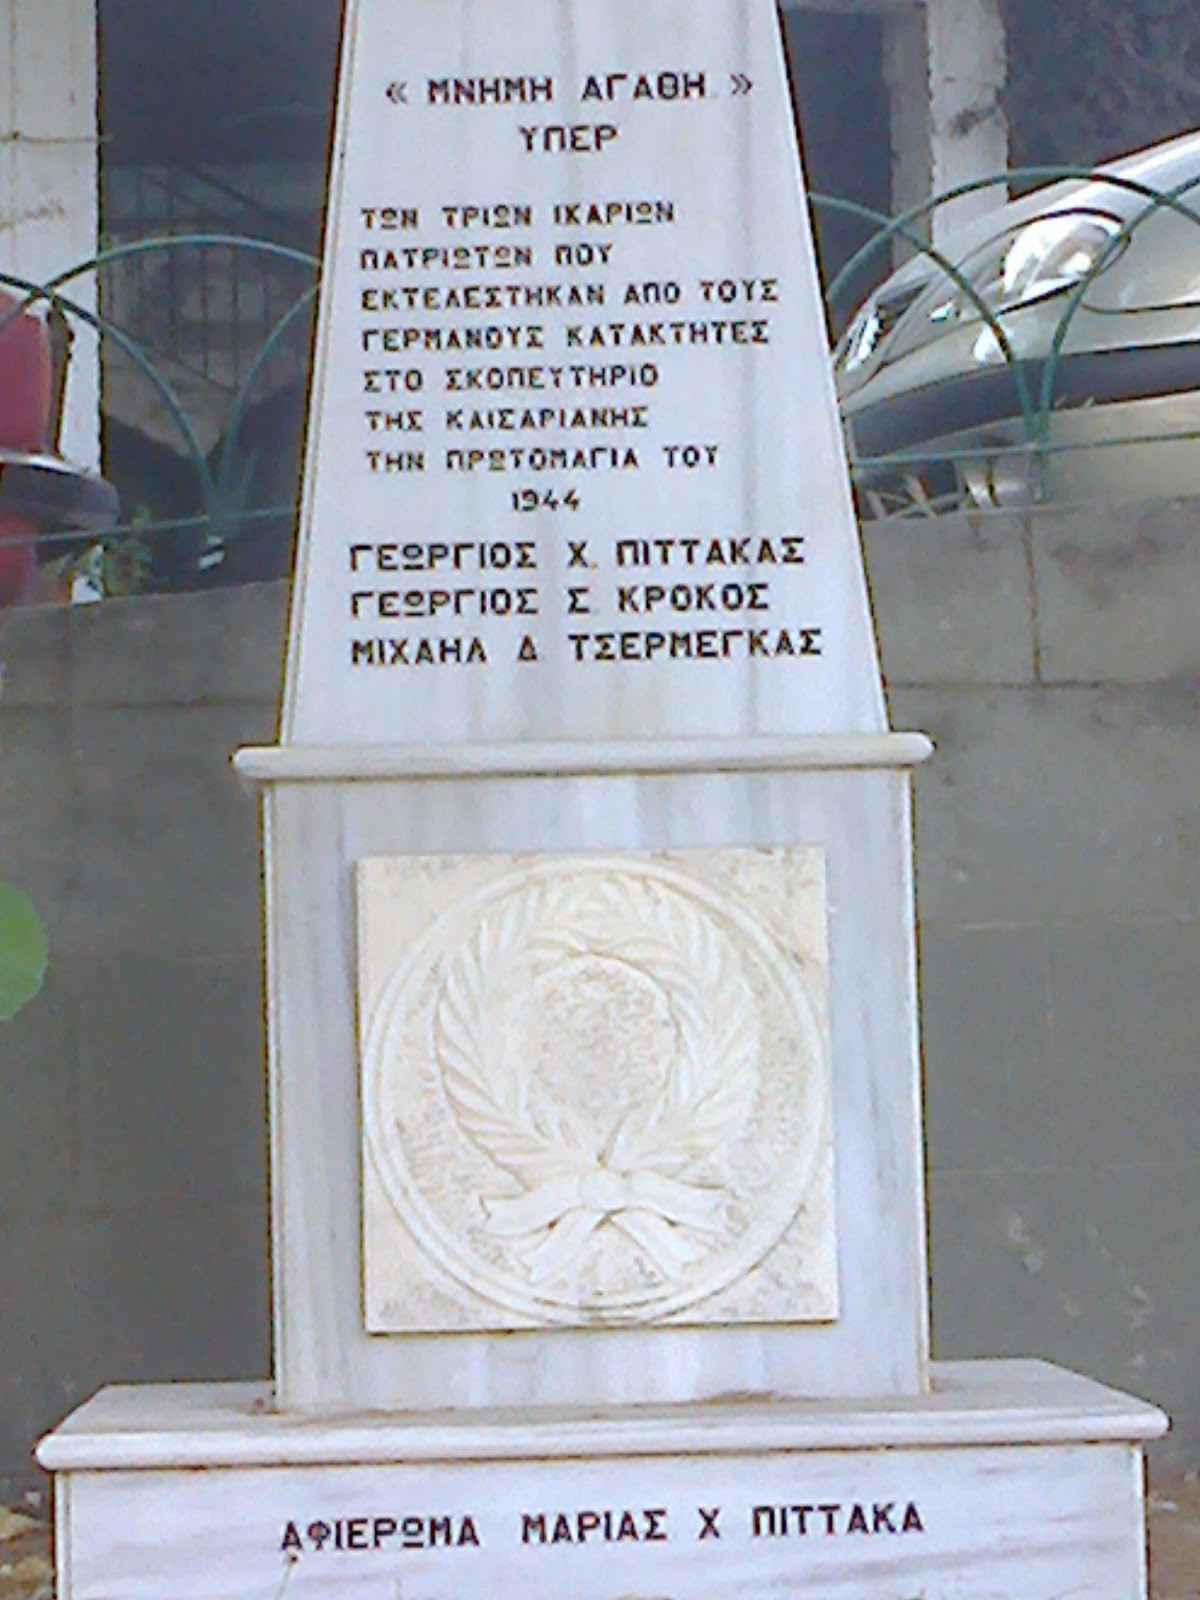 « ΜΝΗΜΗ ΑΓΑΘΗ »
ΥΠΕΡ
ΤΩΝ ΤΡΙΩΝ ΙΚΑΡΙΩΝ
ΠΑΤΡΙΩΤΩΝ ΠΟΥ
ΕΚΤΕΛΕΣΤΗΚΑΝ ΑΠΟ ΤΟΥΣ
ΓΕΡΜΑΝΟΥΣ ΚΑΤΑΚΤΗΤΕΣ
ΣΤΟ ΣΚΟΠΕΥΤΗΡΙΟ
ΤΗΣ ΚΑΙΣΑΡΙΑΝΗΣ
ΤΗΝ ΠΡΩΤΟΜΑΓΙΑ ΤΟΥ
1944
ΓΕΩΡΓΙΟΣ Χ. ΠΙΤΤΑΚΑΣ
ΓΕΩΡΓΙΟΣ Σ. ΚΡΟΚΟΣ
ΜΙΧΑΗΛ Δ ΤΣΕΡΜΕΓΚΑΣ
ΑΦΙΕΡΩΜΑ ΜΑΡΙΑΣ Χ ΠΙΤΤΑΚΑ